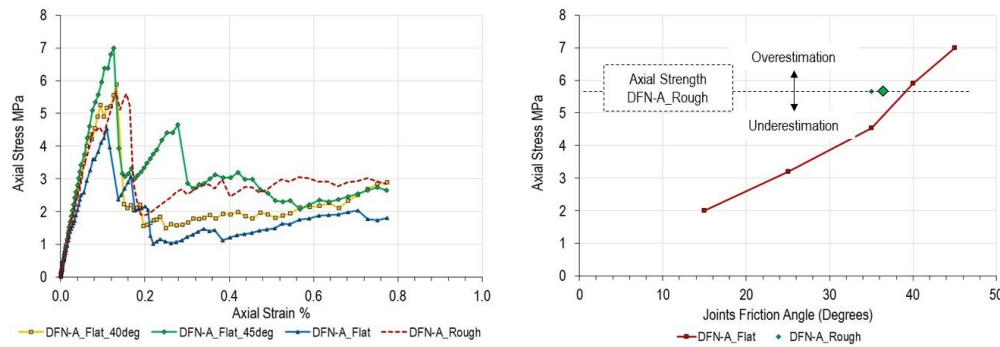 8
7
6
5
4
3
2
1
0
Axial Stress MPa
0.0
0.2
0.4
0.6
0.8
1.0
Axial Strain %
DFN-A_Flat_40deg
DFN-A_Flat_45deg
DFN-A_Flat
DFN-A_Rough
8
7
6
5
4
3
2
1
0
Axial Stress MPa
Overestimation
Axial Strength
DFN-A_Rough
Underestimation
0
10
20
30
40
50
Joints Friction Angle (Degrees)
DFN-A_Flat
DFN-A_Rough